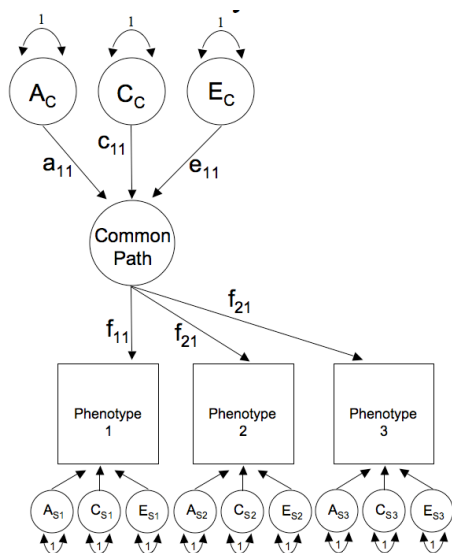 1 1 1
A_C C_C E_C
a_11 c_11 e_11
Common
Path
f_11 f_21 f_21
Phenotype Phenotype Phenotype
1 2 3
A_S1 C_S1 E_S1 A_S2 C_S2 E_S2 A_S3 C_S3 E_S3
1 1 1 1 1 1 1 1 1